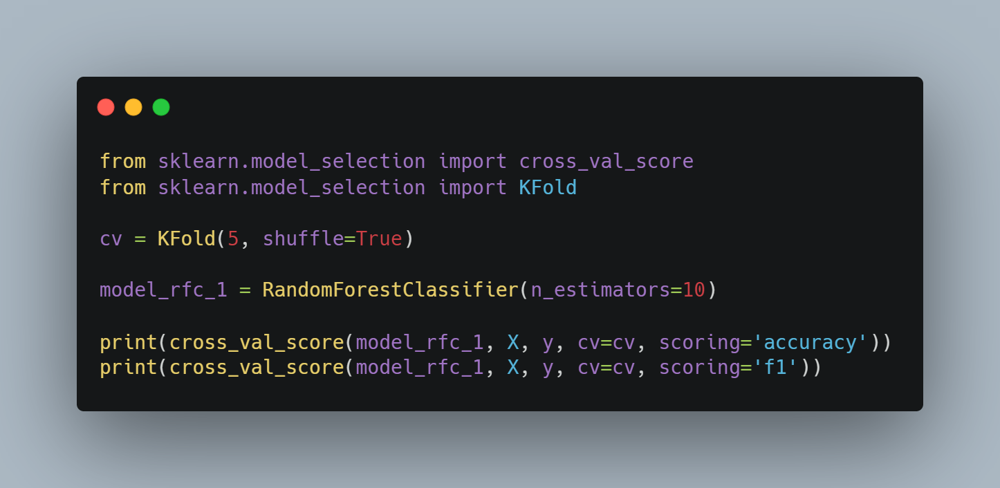 from sklearn.model_selection import cross_val_score
from sklearn.model_selection import KFold
cv = KFold(5, shuffle=True)
model_rfc_1 = RandomForestClassifier(n_estimators=10)
print(cross_val_score(model_rfc_1, X, y, cv=cv, scoring='accuracy'))
print(cross_val_score(model_rfc_1, X, y, cv=cv, scoring='f1'))